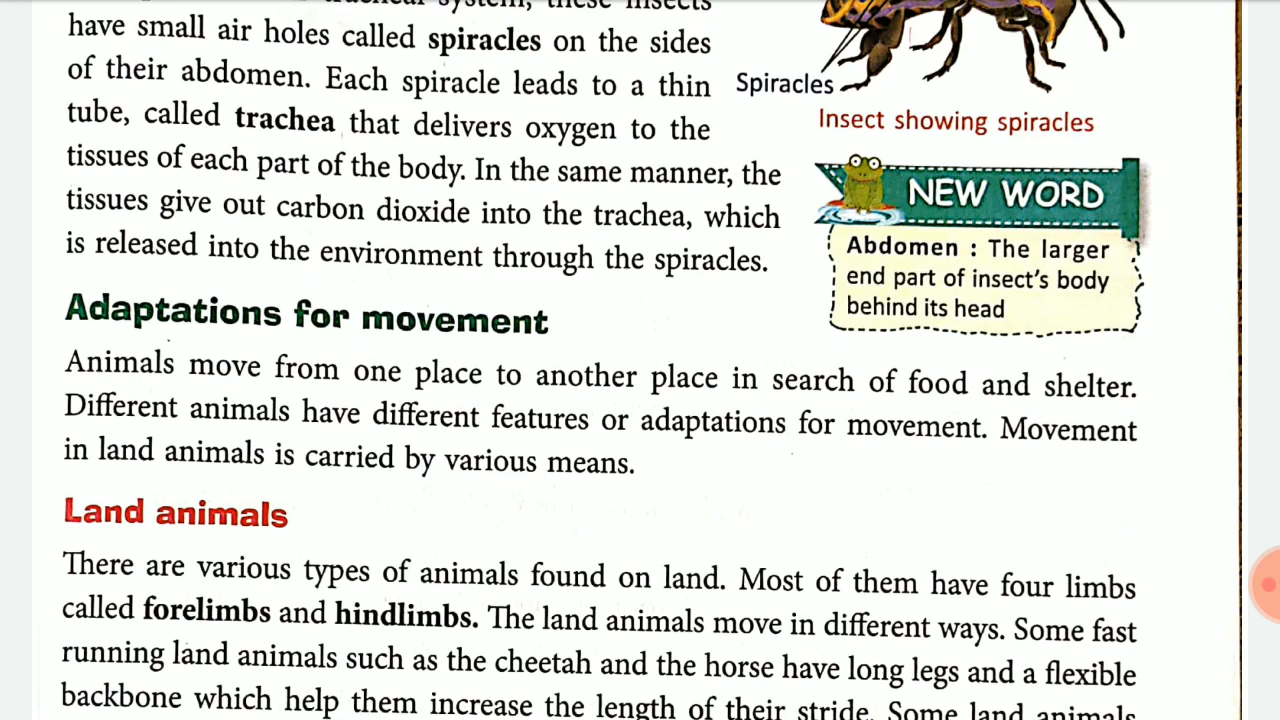 system, these insects
have small air holes called spiracles on the sides
of their abdomen. Each spiracle leads to a thin
tube, called trachea that delivers oxygen to the
tissues of each part of the body. In the same manner, the
tissues give out carbon dioxide into the trachea, which
is released into the environment through the spiracles.
Spiracles
Insect showing spiracles
NEW WORD
Abdomen : The larger
end part of insect's body
behind its head
Adaptations for movement
Animals move from one place to another place in search of food and shelter.
Different animals have different features or adaptations for movement. Movement
in land animals is carried by various means.
Land animals
There are various types of animals found on land. Most of them have four limbs
called forelimbs and hindlimbs. The land animals move in different ways. Some fast
running land animals such as the cheetah and the horse have long legs and a flexible
backbone which help them increase the length of their stride. Some land animals